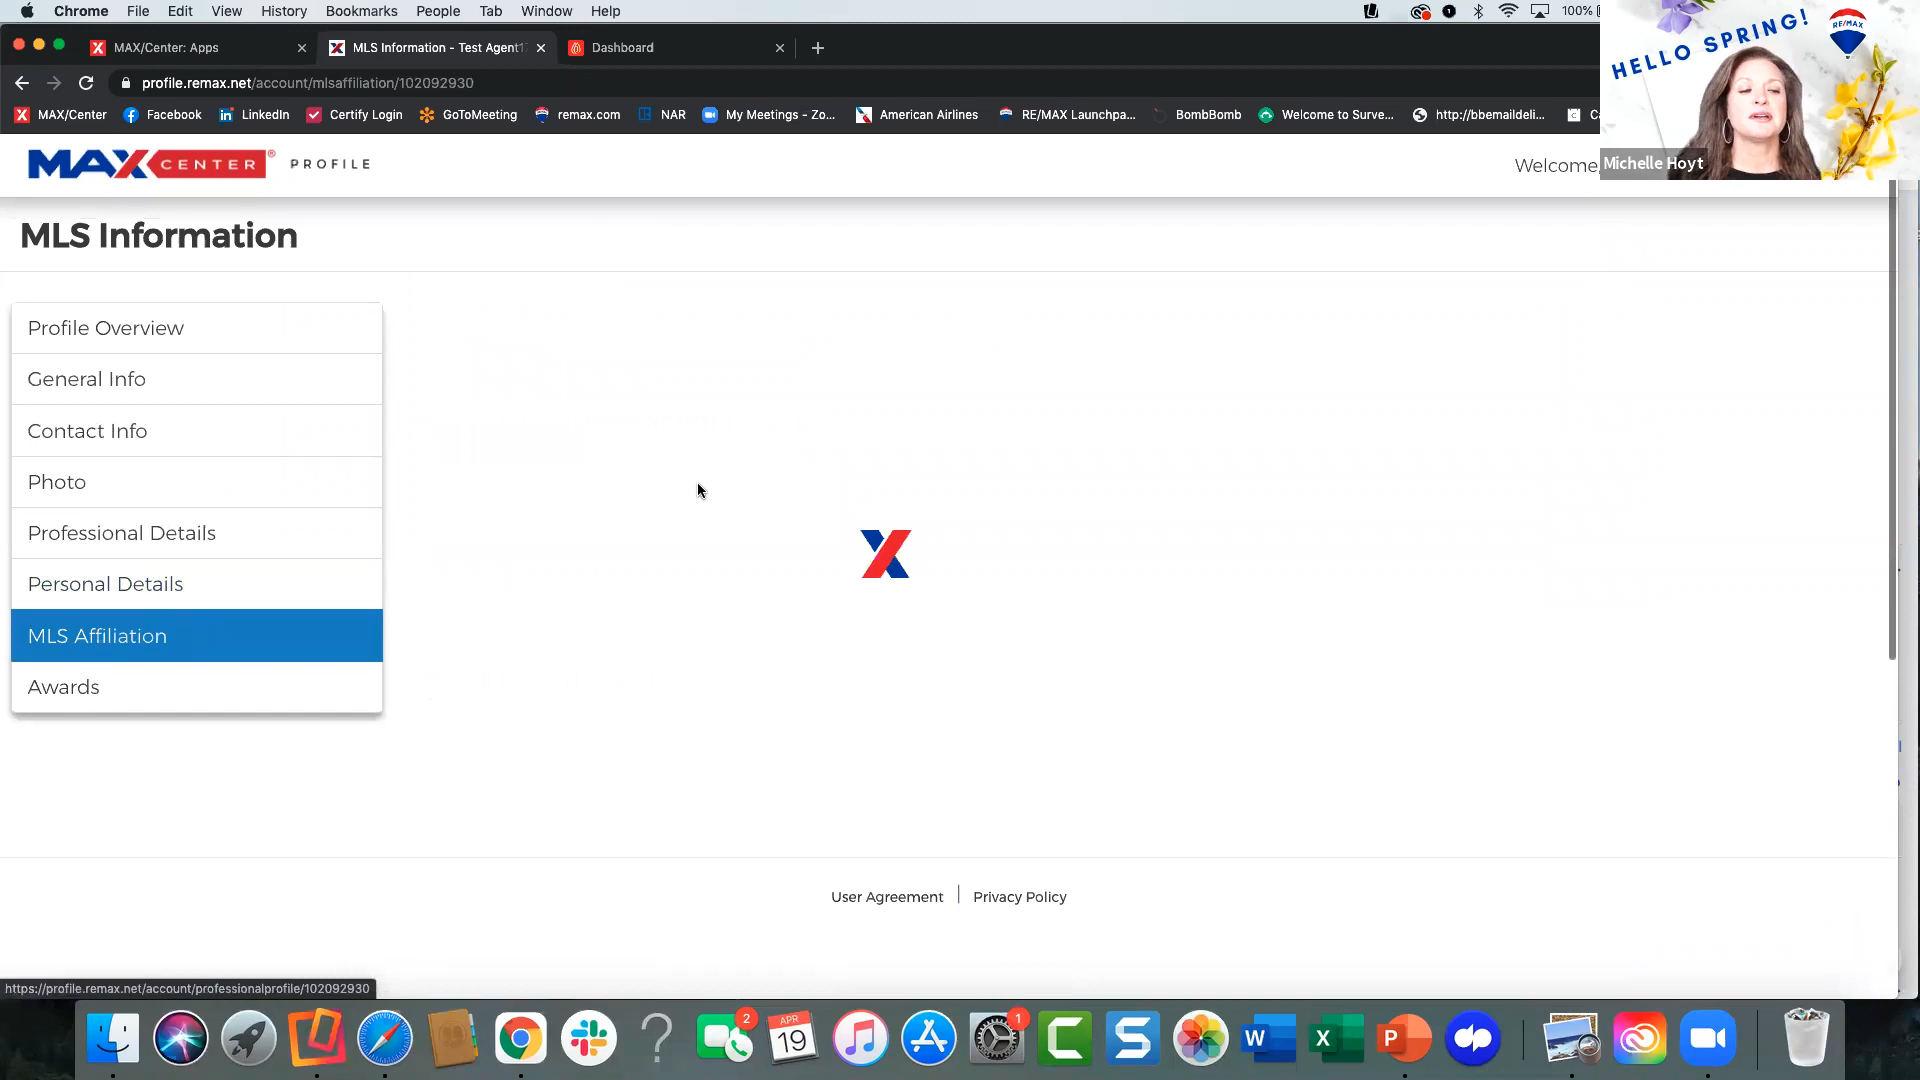 Chrome File Edit View History Bookmarks People Tab Window Help 100%
MAX/Center: Apps
MLS Information - Test Agent1
Dashboard
profile.remax.net/account/mlsaffiliation/102092930
MAX/Center Facebook LinkedIn Certify Login GoToMeeting remax.com NAR My Meetings - Zo... American Airlines RE/MAX Launchpa... BombBomb Welcome to Surve... http://bbemaildeli...
HELLO SPRING!
RE/MAX
Michelle Hoyt
MAX CENTER® PROFILE
Welcome,
MLS Information
Profile Overview
General Info
Contact Info
Photo
Professional Details
Personal Details
MLS Affiliation
Awards
User Agreement | Privacy Policy
https://profile.remax.net/account/professionalprofile/102092930
2
APR
19
1
C
S
W
X
P